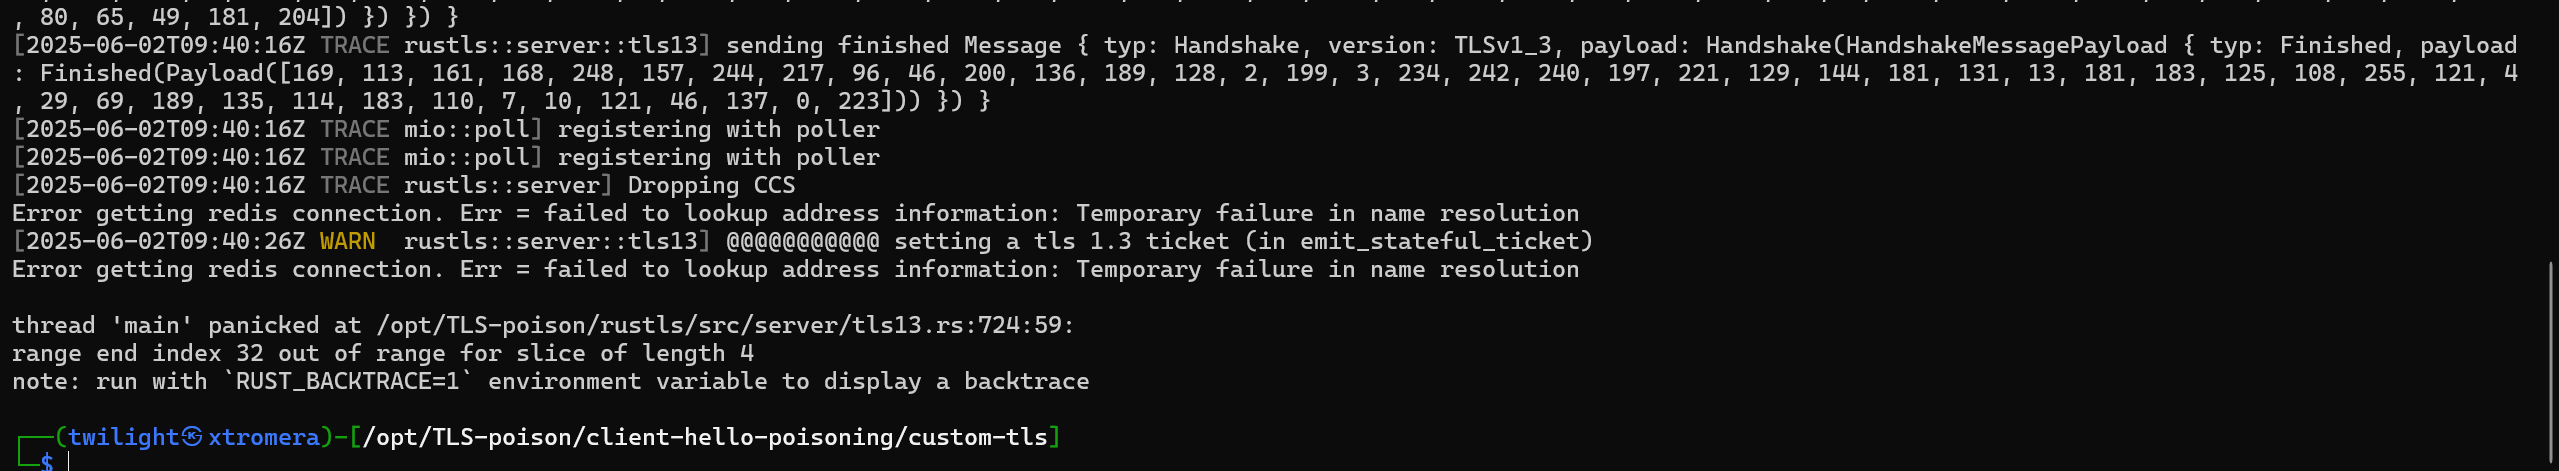 , 80, 65, 49, 181, 204]) }) }) }
[2025-06-02T09:40:16Z TRACE rustls::server::tls13] sending finished Message { typ: Handshake, version: TLSv1_3, payload: Handshake(HandshakeMessagePayload { typ: Finished, payload
: Finished(Payload([169, 113, 161, 168, 248, 157, 244, 217, 96, 46, 200, 136, 189, 128, 2, 199, 3, 234, 242, 240, 197, 221, 129, 144, 181, 131, 13, 181, 183, 125, 108, 255, 121, 4
, 29, 69, 189, 135, 114, 183, 110, 7, 10, 121, 46, 137, 0, 223])) }) }
[2025-06-02T09:40:16Z TRACE mio::poll] registering with poller
[2025-06-02T09:40:16Z TRACE mio::poll] registering with poller
[2025-06-02T09:40:16Z TRACE rustls::server] Dropping CCS
Error getting redis connection. Err = failed to lookup address information: Temporary failure in name resolution
[2025-06-02T09:40:26Z WARN  rustls::server::tls13] @@@@@@@@@@@ setting a tls 1.3 ticket (in emit_stateful_ticket)
Error getting redis connection. Err = failed to lookup address information: Temporary failure in name resolution
thread 'main' panicked at /opt/TLS-poison/rustls/src/server/tls13.rs:724:59:
range end index 32 out of range for slice of length 4
note: run with `RUST_BACKTRACE=1` environment variable to display a backtrace
┌──(twilight㉿xtromera)-[/opt/TLS-poison/client-hello-poisoning/custom-tls]
└─$